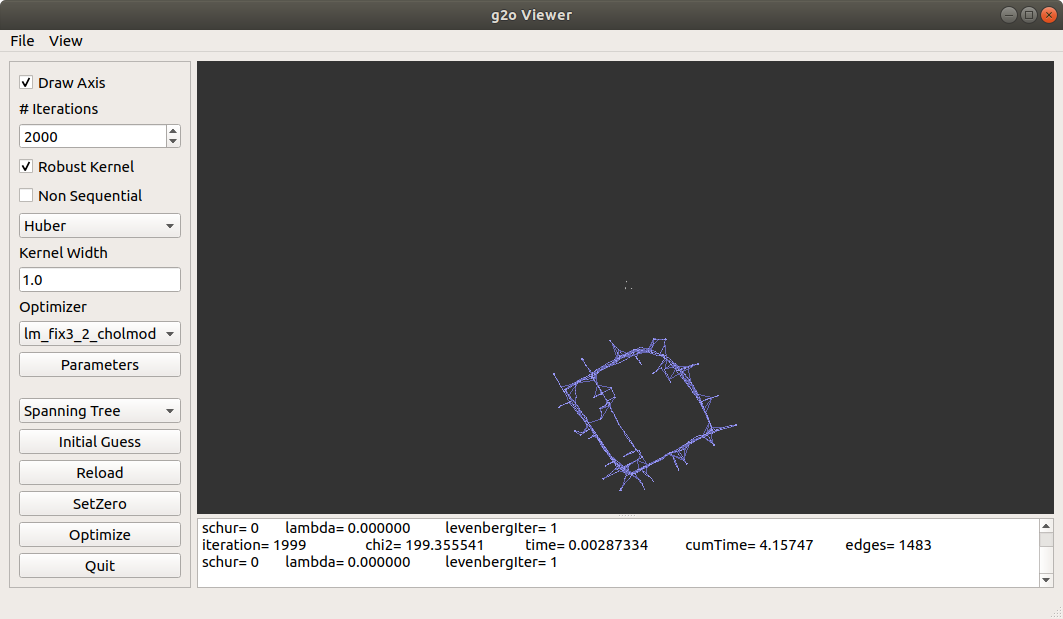 g2o Viewer
File View
Draw Axis
# Iterations
2000
Robust Kernel
Non Sequential
Huber
Kernel Width
1.0
Optimizer
lm_fix3_2_cholmod
Parameters
Spanning Tree
Initial Guess
Reload
SetZero
Optimize
Quit
schur= 0 lambda= 0.000000 levenbergIter= 1
iteration= 1999 chi2= 199.355541 time= 0.00287334 cumTime= 4.15747 edges= 1483
schur= 0 lambda= 0.000000 levenbergIter= 1